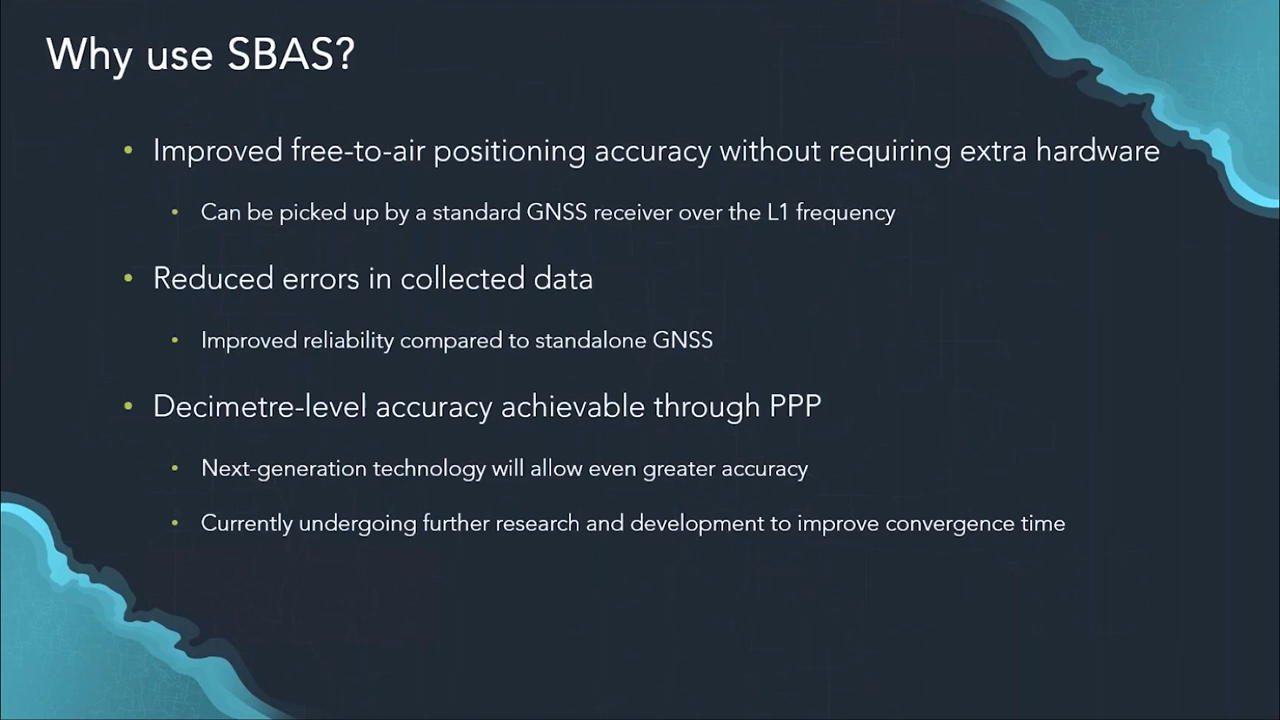 Why use SBAS?
• Improved free-to-air positioning accuracy without requiring extra hardware
• Can be picked up by a standard GNSS receiver over the L1 frequency
• Reduced errors in collected data
• Improved reliability compared to standalone GNSS
• Decimetre-level accuracy achievable through PPP
• Next-generation technology will allow even greater accuracy
• Currently undergoing further research and development to improve convergence time